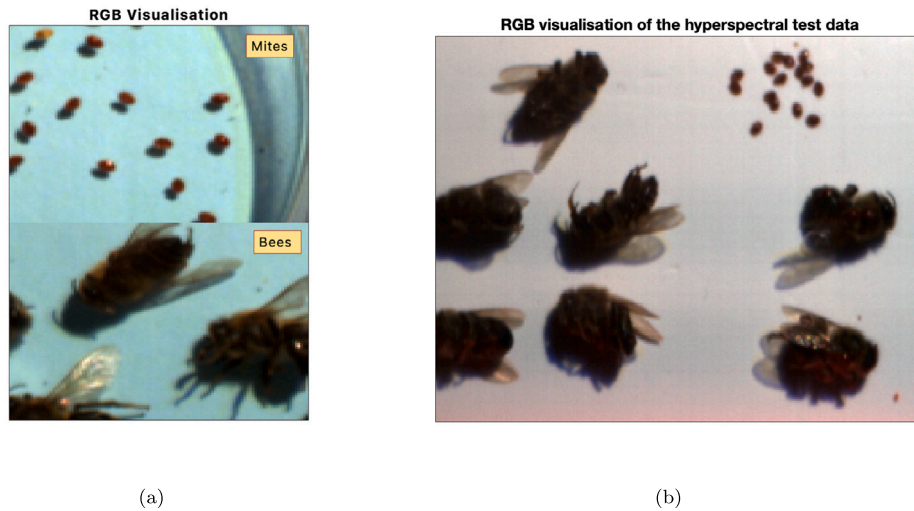 RGB Visualisation
Mites
Bees
RGB visualisation of the hyperspectral test data
(a)
(b)